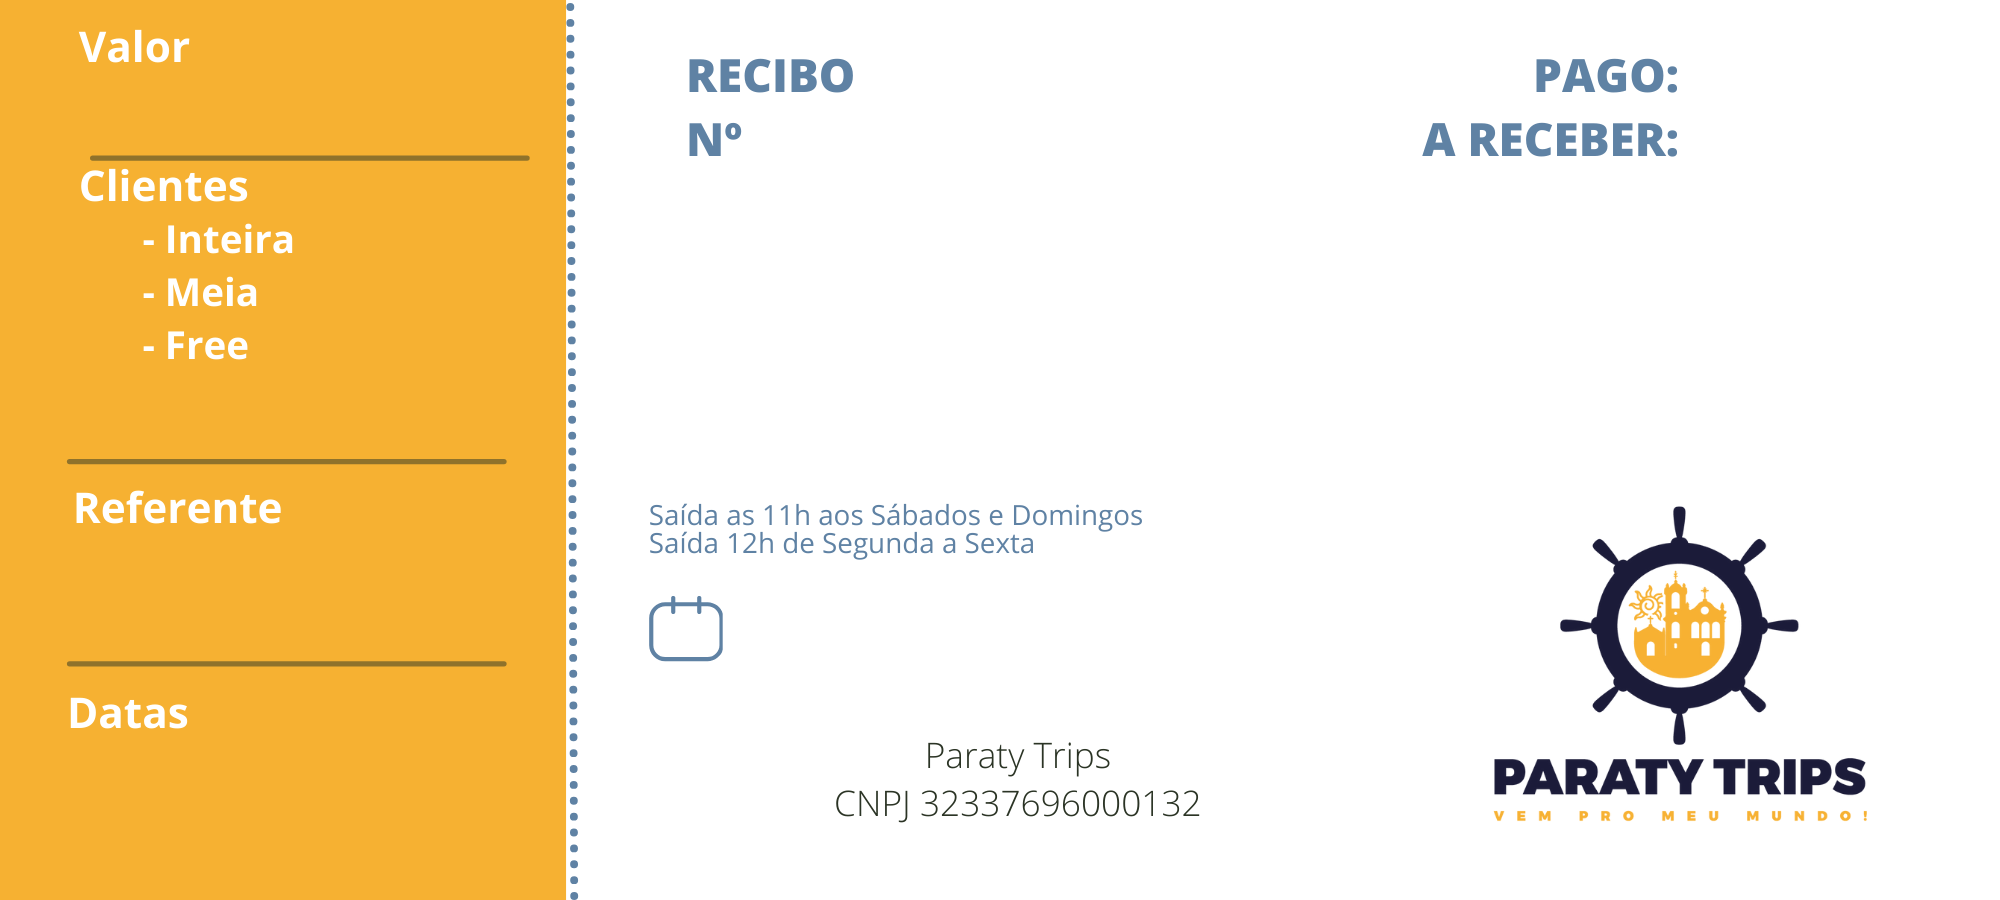 Valor
Clientes
- Inteira
- Meia
- Free
Referente
Datas
RECIBO
Nº
PAGO:
A RECEBER:
Saída as 11h aos Sábados e Domingos
Saída 12h de Segunda a Sexta
Paraty Trips
CNPJ 32337696000132
PARATY TRIPS
VEM PRO MEU MUNDO!